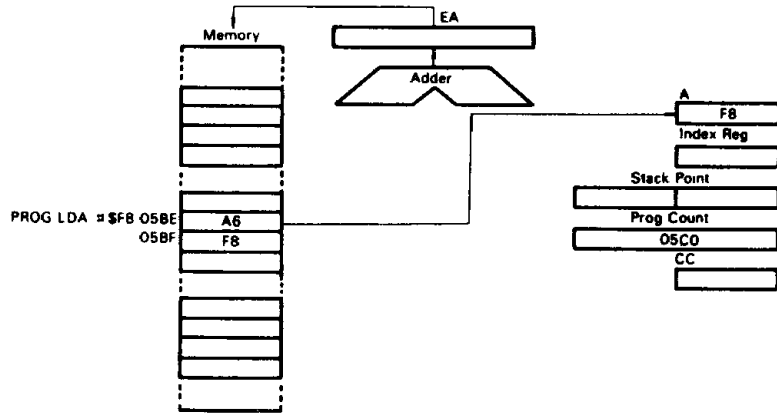 EA
Memory
Adder
A
F8
Index Reg
Stack Point
PROG LDA #$F8 05BE A6
Prog Count
05BF F8
05C0
CC